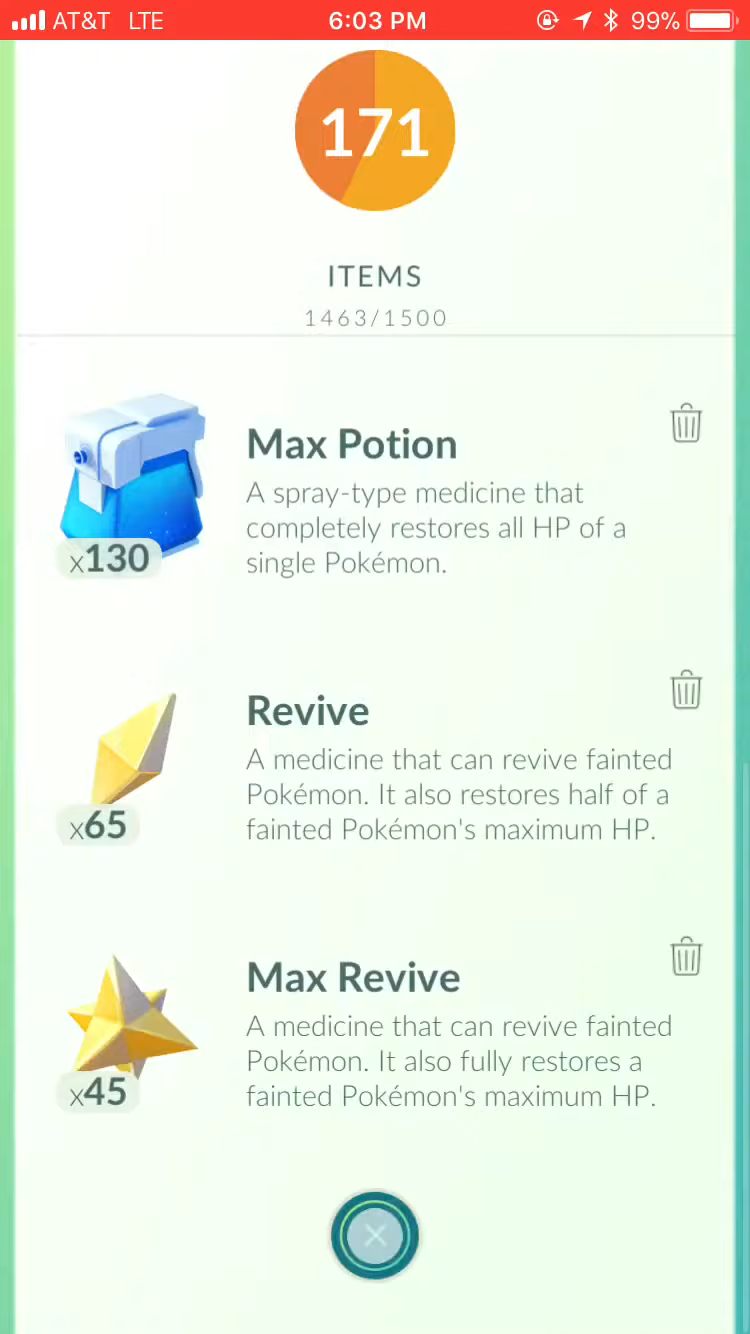 AT&T LTE 6:03 PM 99%
171
ITEMS
1463/1500
Max Potion
A spray-type medicine that
completely restores all HP of a
single Pokémon.
x130
Revive
A medicine that can revive fainted
Pokémon. It also restores half of a
fainted Pokémon's maximum HP.
x65
Max Revive
A medicine that can revive fainted
Pokémon. It also fully restores a
fainted Pokémon's maximum HP.
x45